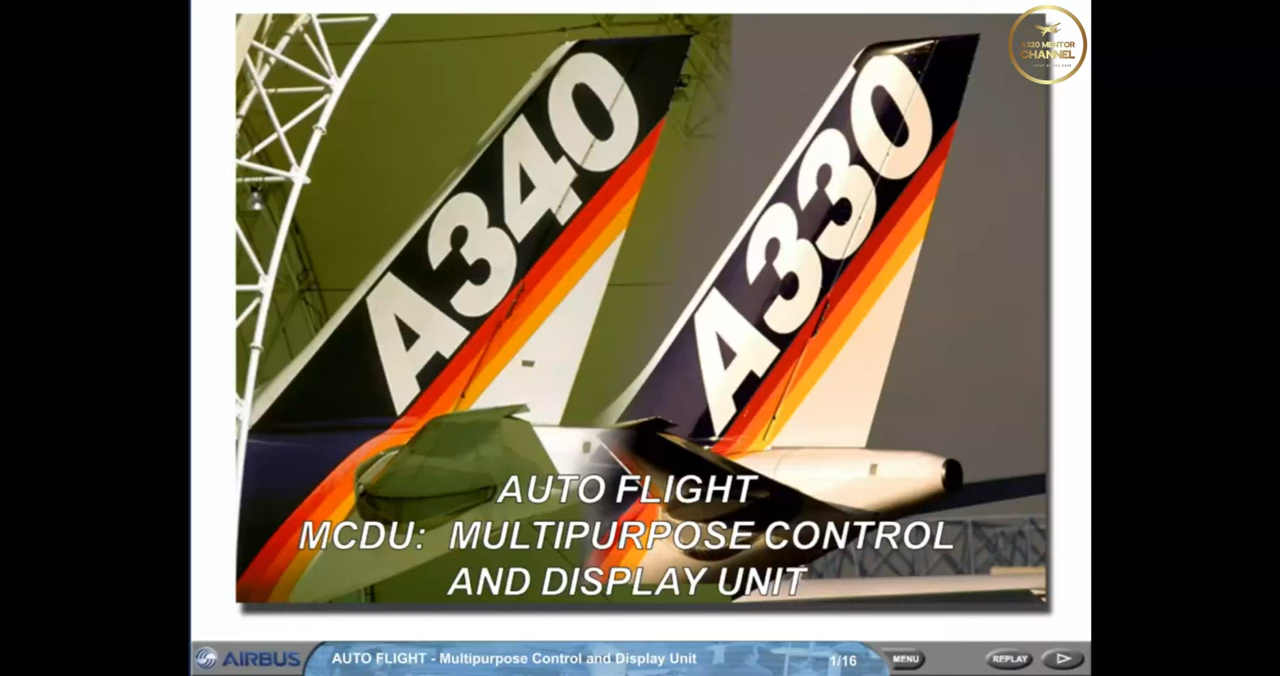 A320 MENTOR
CHANNEL
A340
A330
AUTO FLIGHT
MCDU: MULTIPURPOSE CONTROL
AND DISPLAY UNIT
AIRBUS
AUTO FLIGHT - Multipurpose Control and Display Unit
1/16
MENU
REPLAY